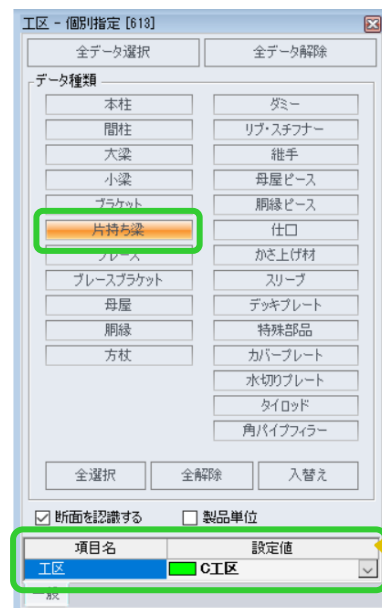 工区 - 個別指定 [613]
全データ選択 全データ解除
データ種類
本柱 ダミー
間柱 リブ・スチフナー
大梁 継手
小梁 母屋ピース
ブラケット 胴縁ピース
片持ち梁 仕口
ブレース かさ上げ材
ブレースブラケット スリーブ
母屋 デッキプレート
胴縁 特殊部品
方杖 カバープレート
水切りプレート
タイロッド
角パイプフィラー
全選択 全解除 入替え
断面を認識する 製品単位
項目名 設定値
工区 C工区
一般